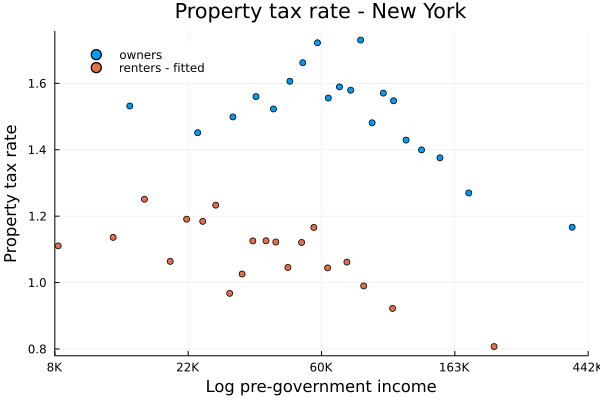 Property tax rate - New York
owners
renters - fitted
1.6
1.4
1.2
1.0
0.8
Property tax rate
8K 22K 60K 163K 442K
Log pre-government income